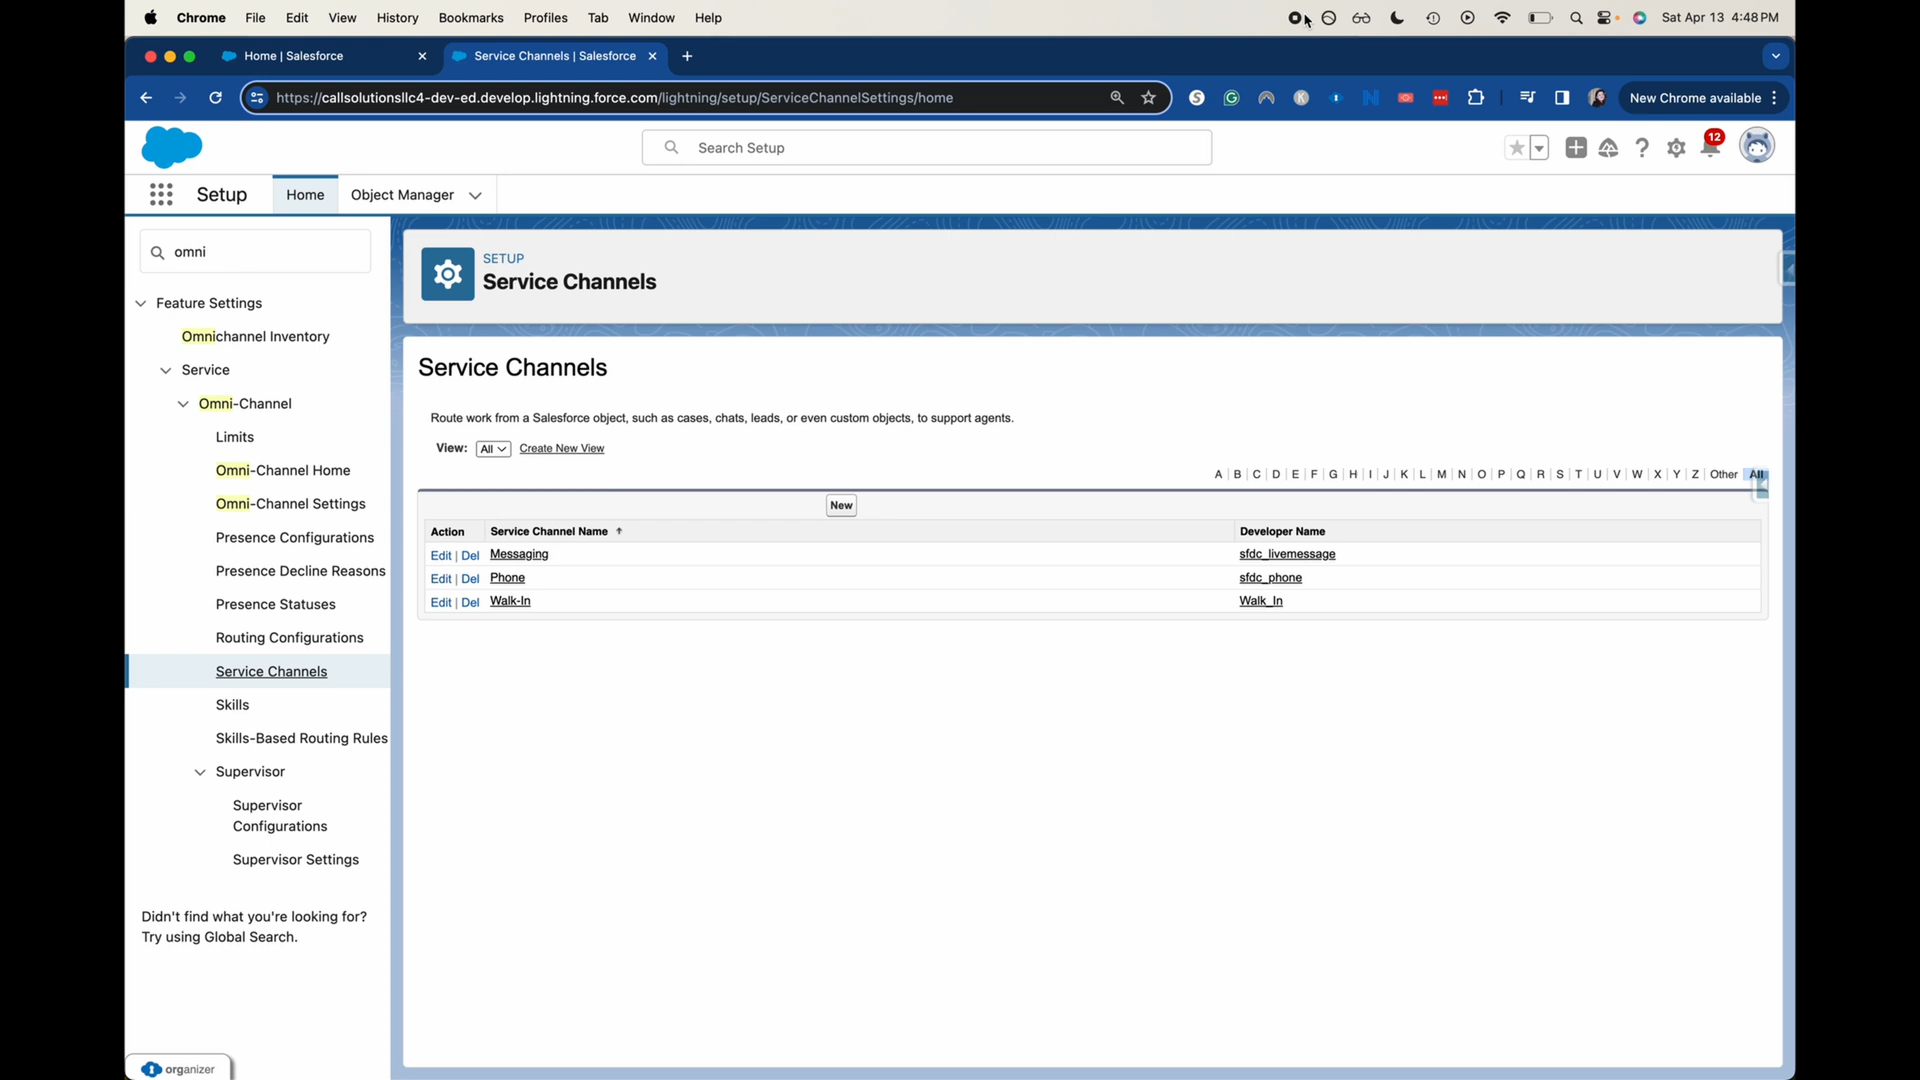 Chrome File Edit View History Bookmarks Profiles Tab Window Help Sat Apr 13 4:48 PM
Home | Salesforce Service Channels | Salesforce
https://callsolutionsllc4-dev-ed.develop.lightning.force.com/lightning/setup/ServiceChannelSettings/home New Chrome available
Search Setup 12
Setup Home Object Manager
omni
Feature Settings
Omnichannel Inventory
Service
Omni-Channel
Limits
Omni-Channel Home
Omni-Channel Settings
Presence Configurations
Presence Decline Reasons
Presence Statuses
Routing Configurations
Service Channels
Skills
Skills-Based Routing Rules
Supervisor
Supervisor
Configurations
Supervisor Settings
Didn't find what you're looking for?
Try using Global Search.
organizer
SETUP
Service Channels
Service Channels
Route work from a Salesforce object, such as cases, chats, leads, or even custom objects, to support agents.
View: All Create New View
A | B | C | D | E | F | G | H | I | J | K | L | M | N | O | P | Q | R | S | T | U | V | W | X | Y | Z | Other | All
New
Action Service Channel Name Developer Name
Edit | Del Messaging sfdc_livemessage
Edit | Del Phone sfdc_phone
Edit | Del Walk-In Walk_In